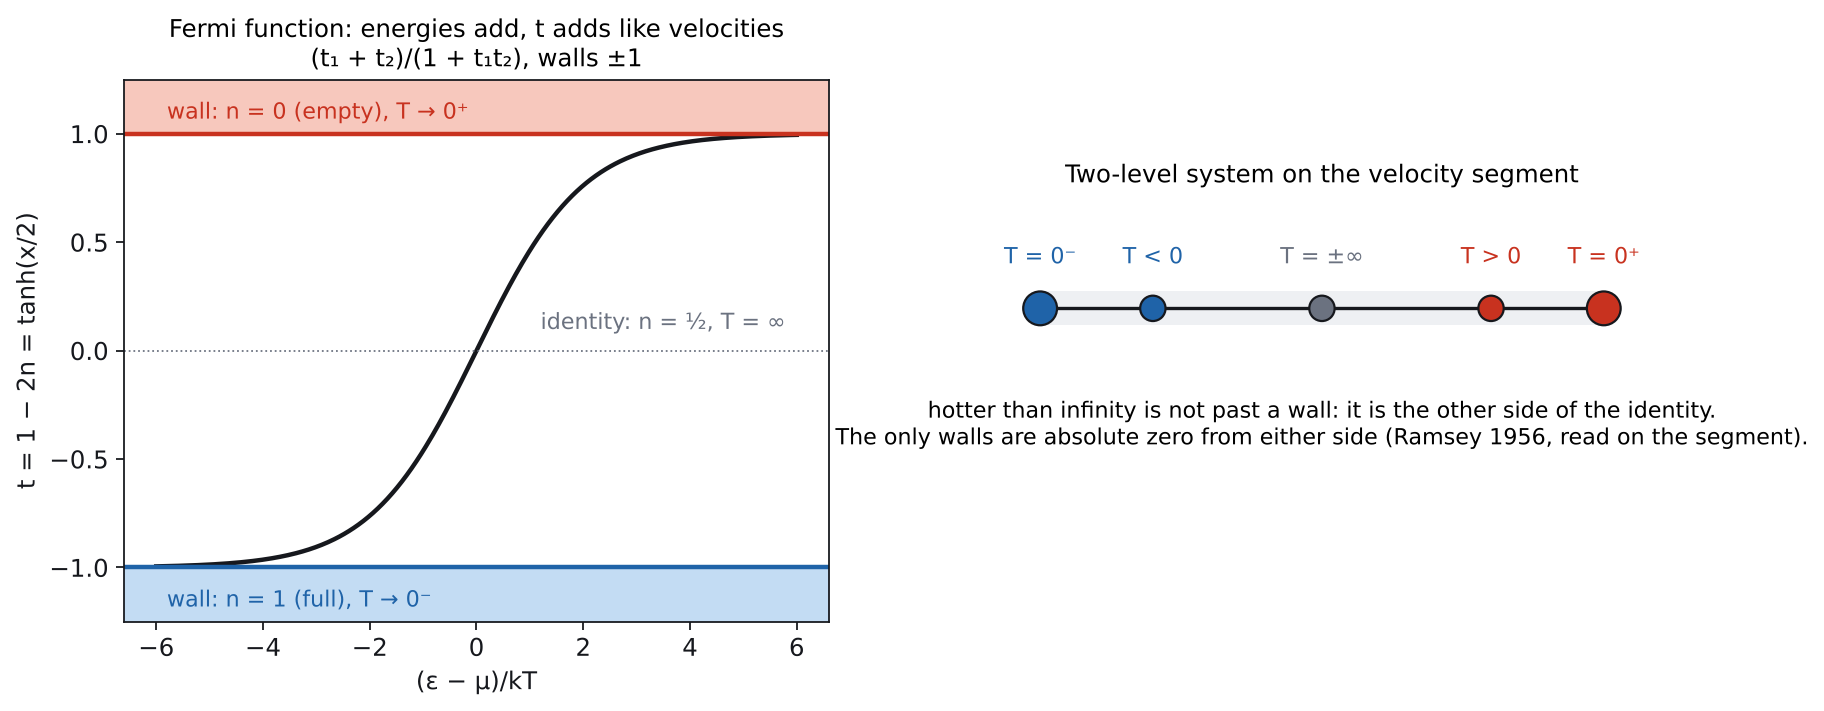 Fermi function: energies add, t adds like velocities
(t₁ + t₂)/(1 + t₁t₂), walls ±1
wall: n = 0 (empty), T → 0⁺
1.0
0.5
identity: n = ½, T = ∞
0.0
−0.5
−1.0
wall: n = 1 (full), T → 0⁻
t = 1 − 2n = tanh(x/2)
−6
−4
−2
0
2
4
6
(ε − μ)/kT
Two-level system on the velocity segment
T = 0⁻
T < 0
T = ±∞
T > 0
T = 0⁺
hotter than infinity is not past a wall: it is the other side of the identity.
The only walls are absolute zero from either side (Ramsey 1956, read on the segment).